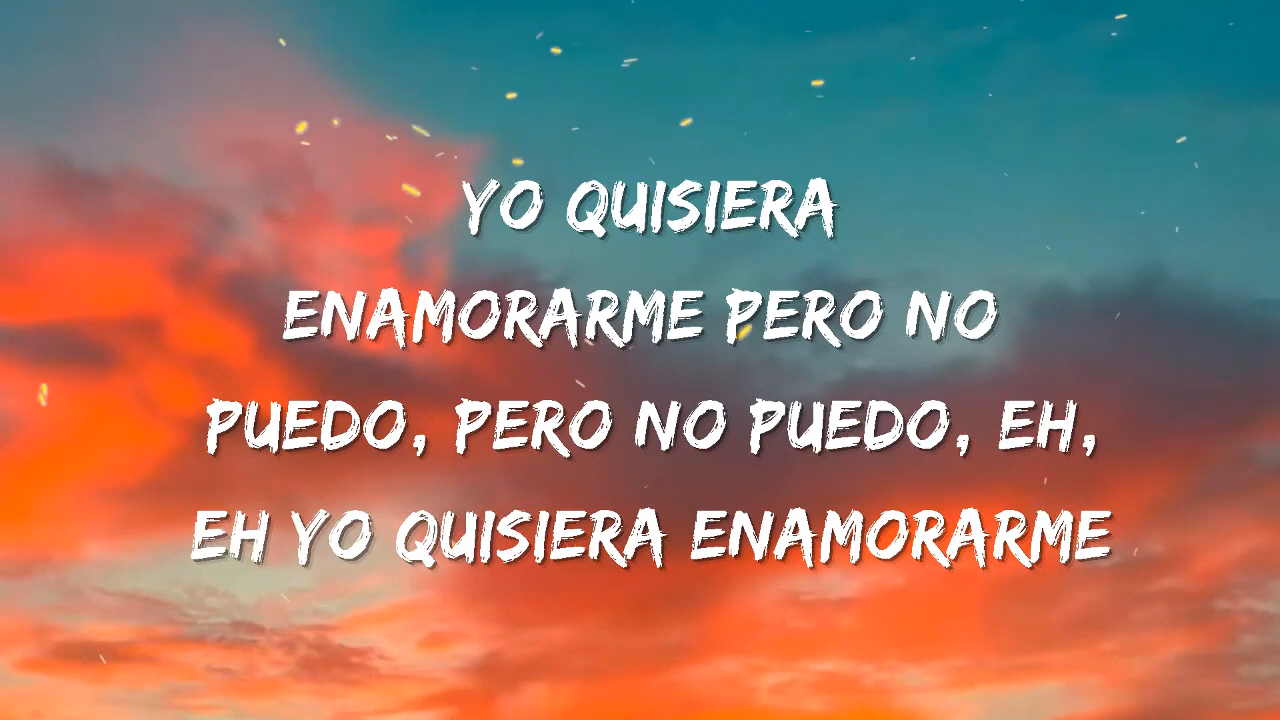 YO QUISIERA
ENAMORARME PERO NO
PUEDO, PERO NO PUEDO, EH,
EH YO QUISIERA ENAMORARME